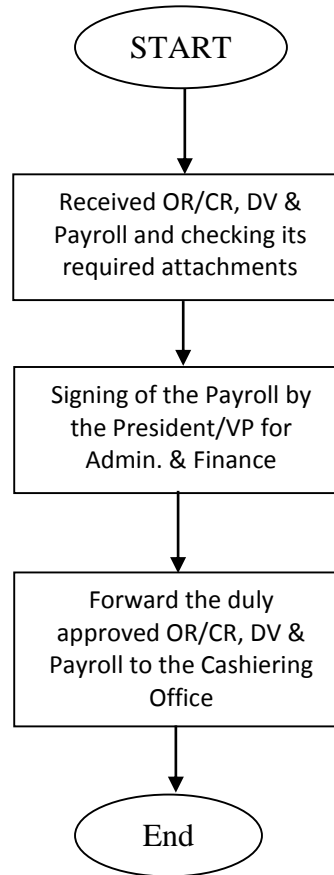 START
Received OR/CR, DV &
Payroll and checking its
required attachments
Signing of the Payroll by
the President/VP for
Admin. & Finance
Forward the duly
approved OR/CR, DV &
Payroll to the Cashiering
Office
End